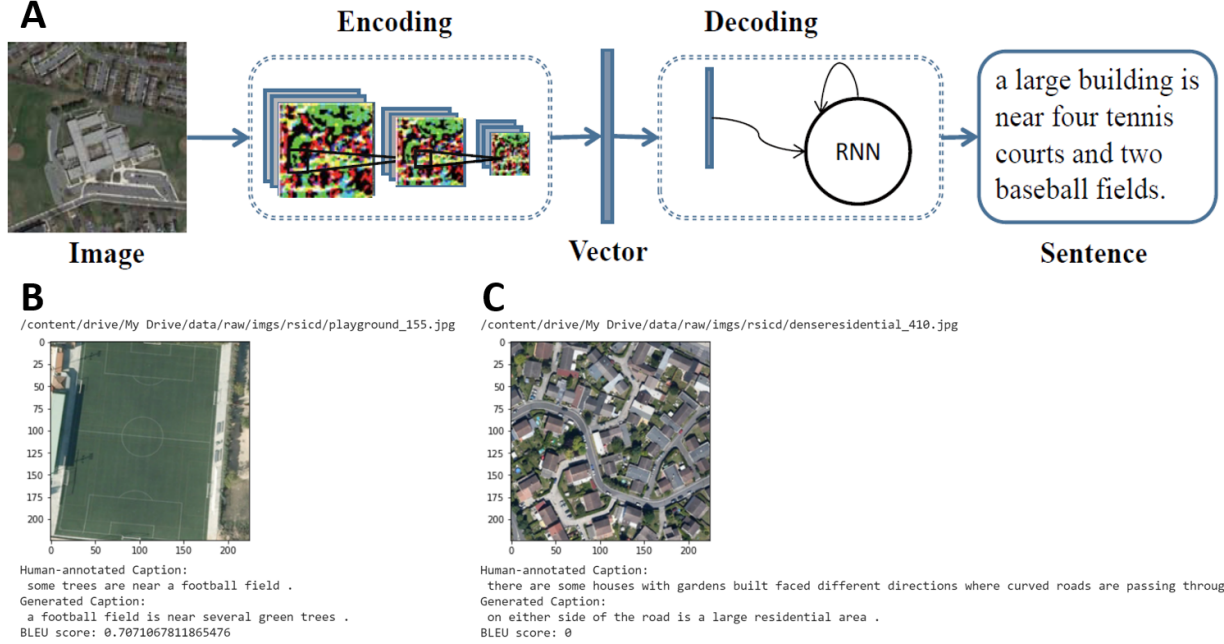 A
Encoding
Decoding
RNN
a large building is
near four tennis
courts and two
baseball fields.
Image
Vector
Sentence
B
/content/drive/My Drive/data/raw/imgs/rsicd/playground_155.jpg
0
25
50
75
100
125
150
175
200
0 50 100 150 200
Human-annotated Caption:
some trees are near a football field .
Generated Caption:
a football field is near several green trees .
BLEU score: 0.7071067811865476
C
/content/drive/My Drive/data/raw/imgs/rsicd/denseresidential_410.jpg
0
25
50
75
100
125
150
175
200
0 50 100 150 200
Human-annotated Caption:
there are some houses with gardens built faced different directions where curved roads are passing throug
Generated Caption:
on either side of the road is a large residential area .
BLEU score: 0